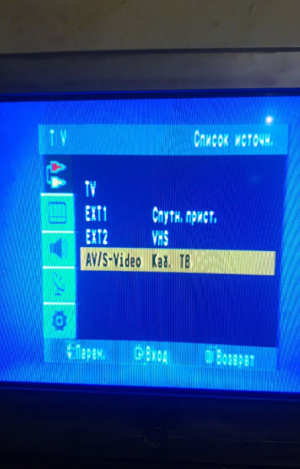 TV Список источн.
TV
EXT1 Спутн. прист.
EXT2 VHS
AV/S-Video Каб. ТВ
Перем. Вход Возврат